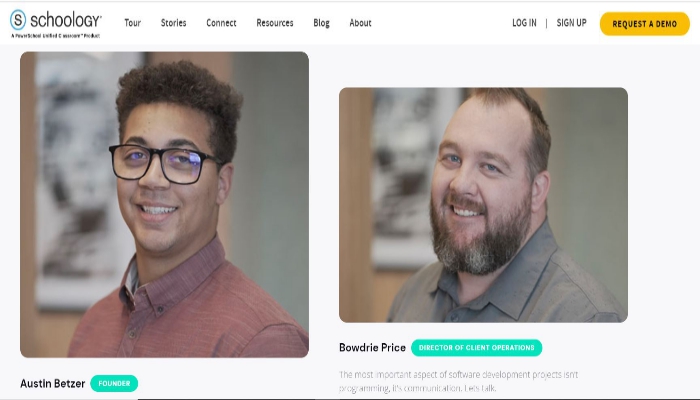 S schoology®
A PowerSchool Unified Classroom™ Product
Tour Stories Connect Resources Blog About
LOG IN | SIGN UP REQUEST A DEMO
Austin Betzer FOUNDER
Bowdrie Price DIRECTOR OF CLIENT OPERATIONS
The most important aspect of software development projects isn't
programming, it's communication. Lets talk.